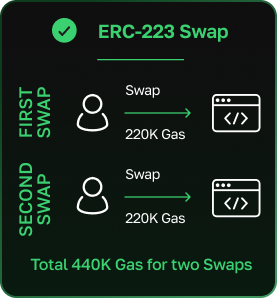 ERC-223 Swap
FIRST
SWAP
Swap
220K Gas
</>
SECOND
SWAP
Swap
220K Gas
</>
Total 440K Gas for two Swaps